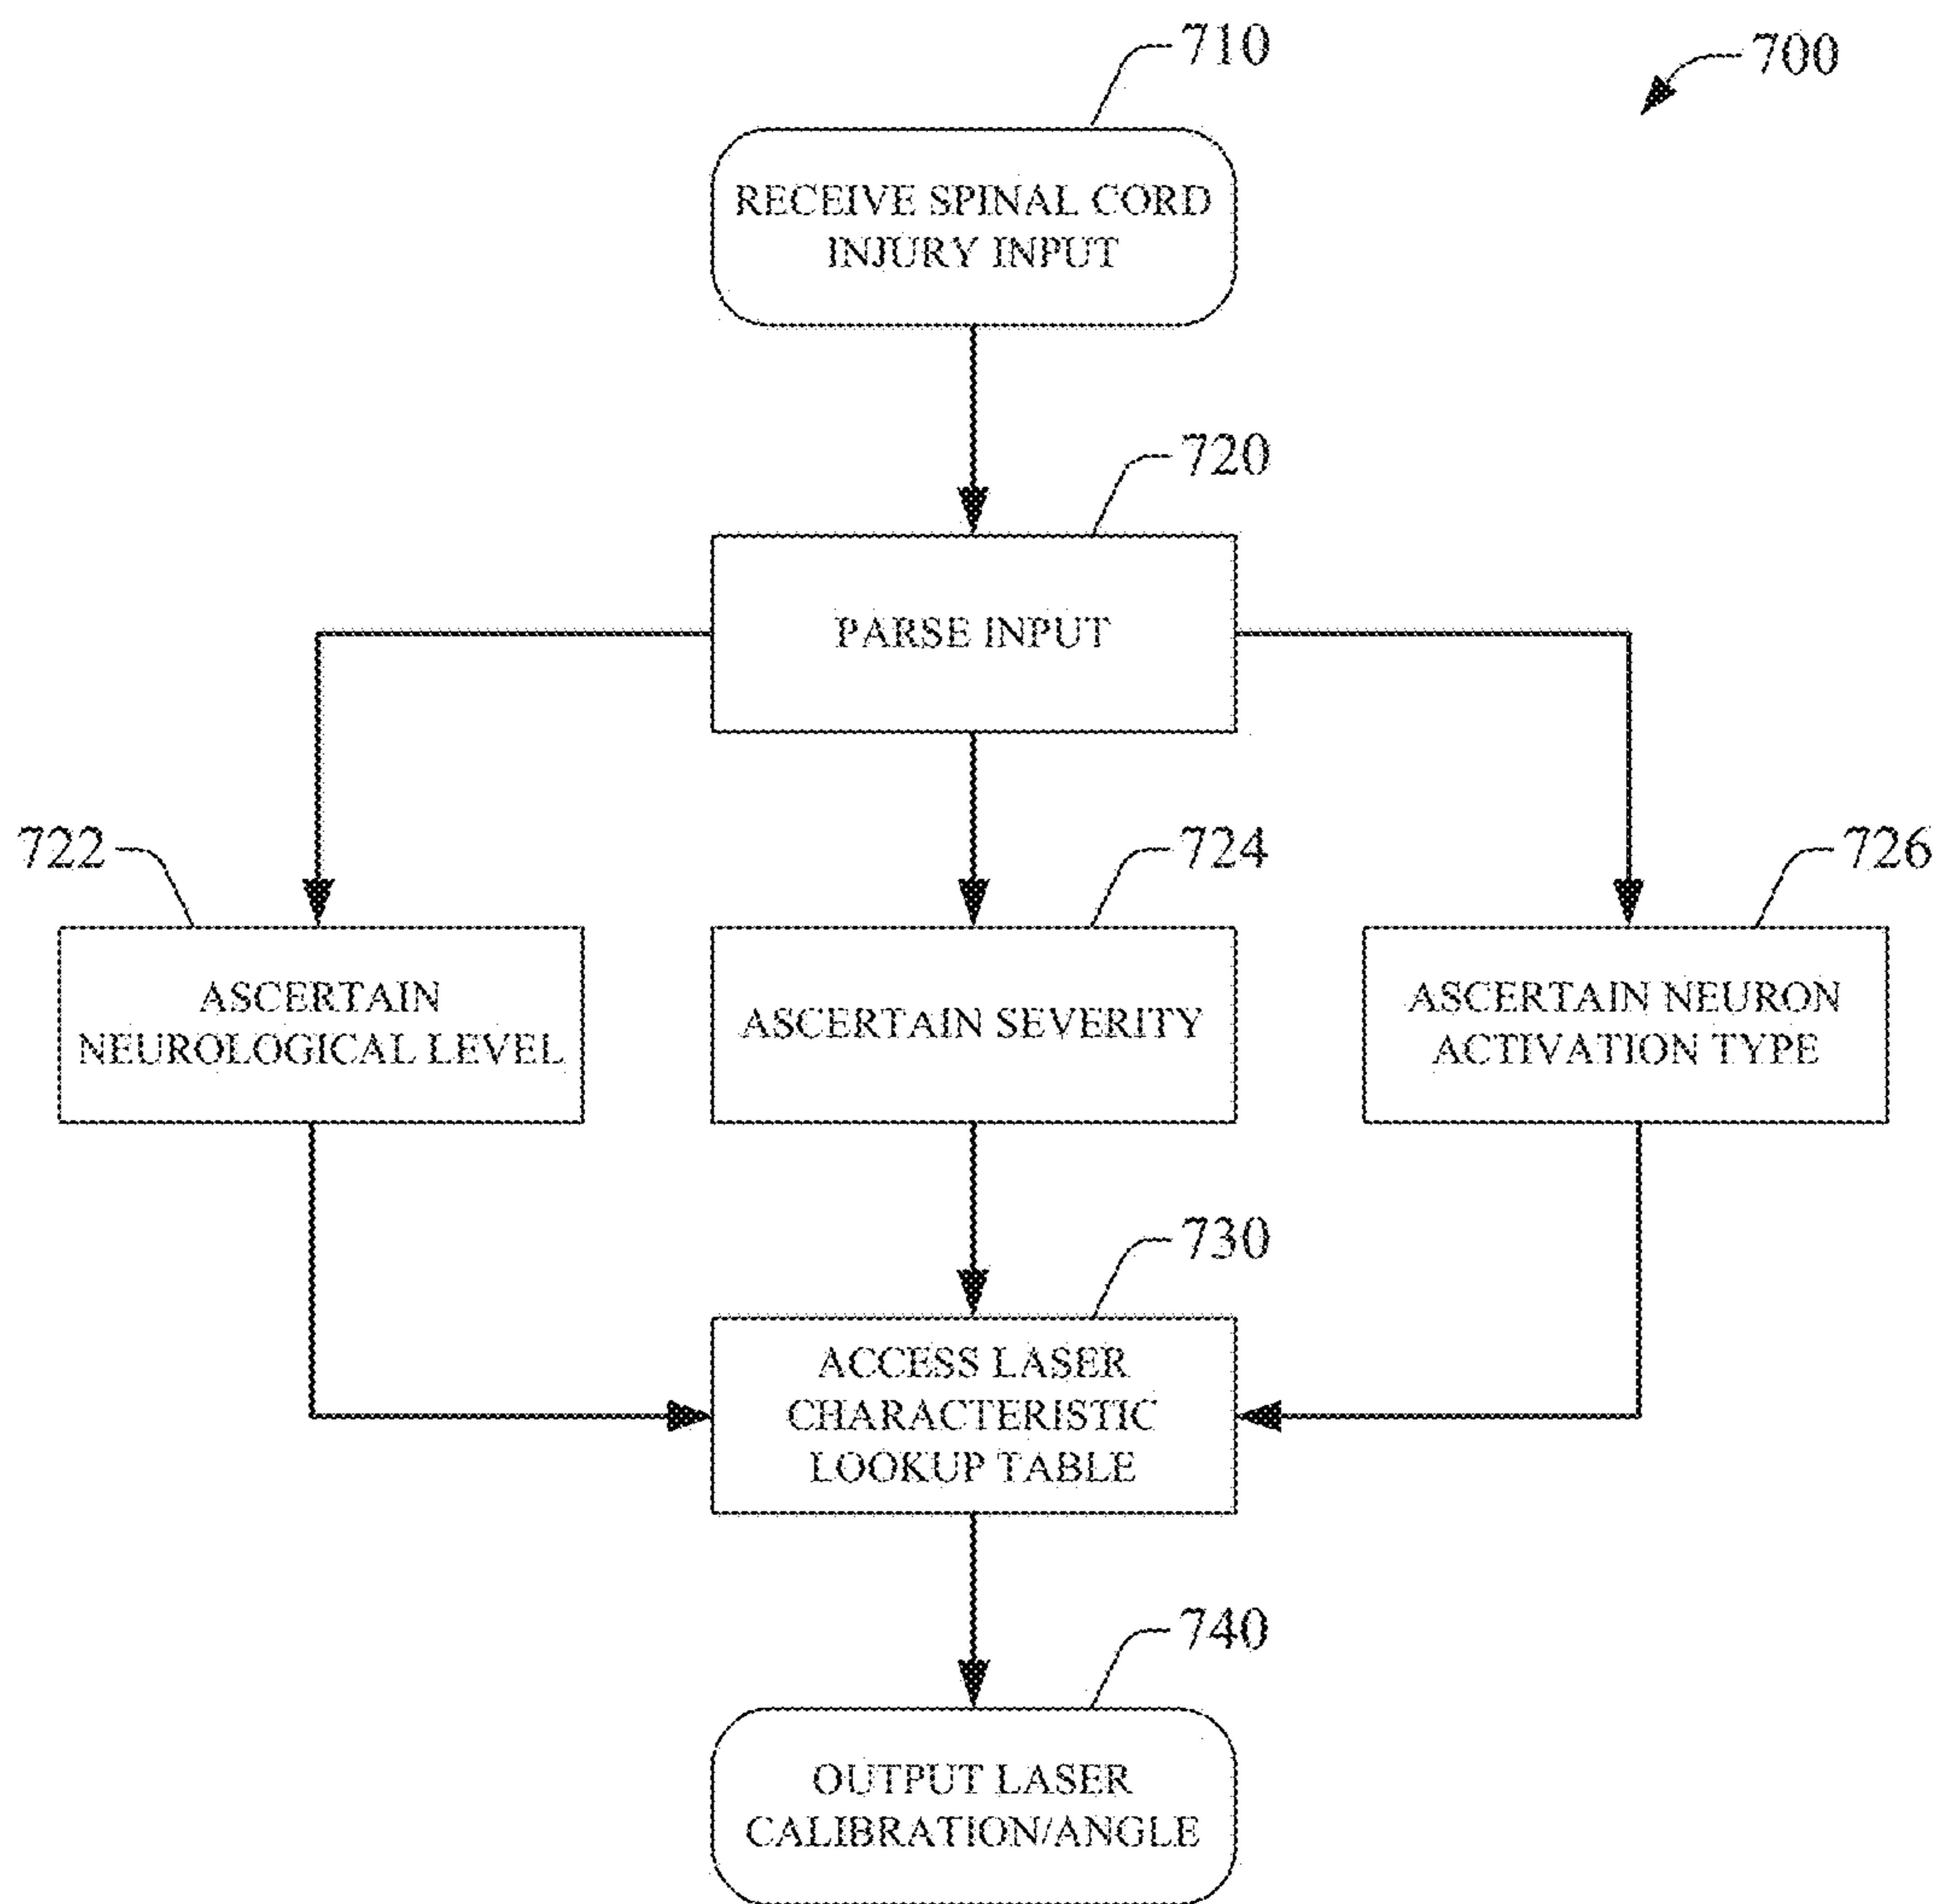 710
700
RECEIVE SPINAL CORD
INJURY INPUT
720
PARSE INPUT
722
724
726
ASCERTAIN
NEUROLOGICAL LEVEL
ASCERTAIN SEVERITY
ASCERTAIN NEURON
ACTIVATION TYPE
730
ACCESS LASER
CHARACTERISTIC
LOOKUP TABLE
740
OUTPUT LASER
CALIBRATION/ANGLE